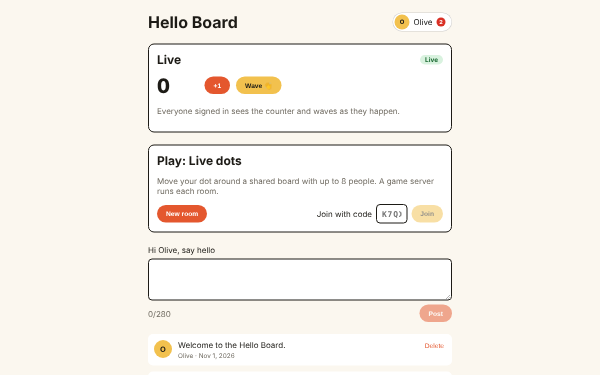 Hello Board
O Olive 2
Live Live
0 +1 Wave 👋
Everyone signed in sees the counter and waves as they happen.
Play: Live dots
Move your dot around a shared board with up to 8 people. A game server
runs each room.
New room Join with code Join
Hi Olive, say hello
0/280 Post
O Welcome to the Hello Board. Delete
Olive · Nov 1, 2026